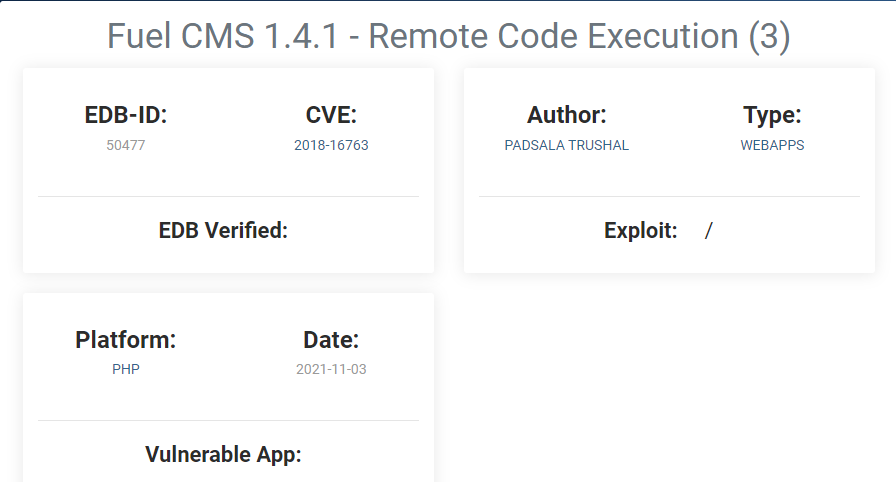 Fuel CMS 1.4.1 - Remote Code Execution (3)
EDB-ID:
50477
CVE:
2018-16763
EDB Verified:
Author:
PADSALA TRUSHAL
Type:
WEBAPPS
Exploit: /
Platform:
PHP
Date:
2021-11-03
Vulnerable App: